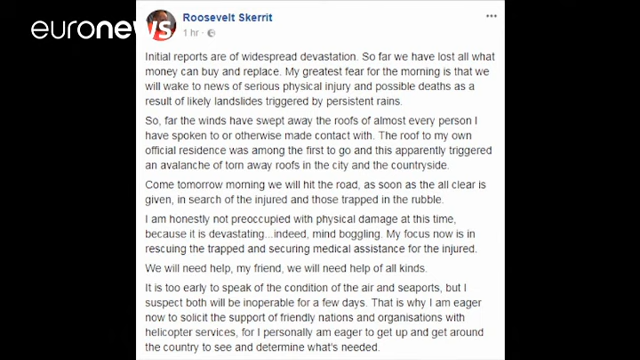 euronews.
Roosevelt Skerrit
1 hr ·
Initial reports are of widespread devastation. So far we have lost all what
money can buy and replace. My greatest fear for the morning is that we
will wake to news of serious physical injury and possible deaths as a
result of likely landslides triggered by persistent rains.
So, far the winds have swept away the roofs of almost every person I
have spoken to or otherwise made contact with. The roof to my own
official residence was among the first to go and this apparently triggered
an avalanche of torn away roofs in the city and the countryside.
Come tomorrow morning we will hit the road, as soon as the all clear is
given, in search of the injured and those trapped in the rubble.
I am honestly not preoccupied with physical damage at this time,
because it is devastating...indeed, mind boggling. My focus now is in
rescuing the trapped and securing medical assistance for the injured.
We will need help, my friend, we will need help of all kinds.
It is too early to speak of the condition of the air and seaports, but I
suspect both will be inoperable for a few days. That is why I am eager
now to solicit the support of friendly nations and organisations with
helicopter services, for I personally am eager to get up and get around
the country to see and determine what's needed.